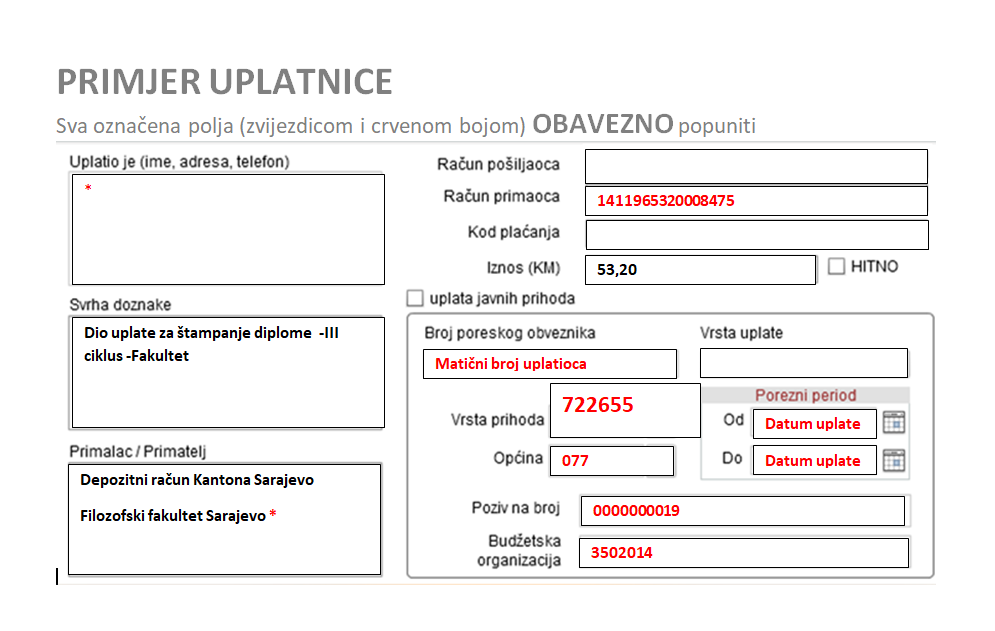 PRIMJER UPLATNICE
Sva označena polja (zvijezdicom i crvenom bojom) OBAVEZNO popuniti
Uplatio je (ime, adresa, telefon)
*
Svrha doznake
Dio uplate za štampanje diplome -III
ciklus -Fakultet
Primalac / Primatelj
Depozitni račun Kantona Sarajevo
Filozofski fakultet Sarajevo *
Račun pošiljaoca
Račun primaoca 1411965320008475
Kod plaćanja
Iznos (KM) 53,20 HITNO
uplata javnih prihoda
Broj poreskog obveznika Vrsta uplate
Matični broj uplatioca
Vrsta prihoda 722655
Općina 077
Porezni period
Od Datum uplate
Do Datum uplate
Poziv na broj 0000000019
Budžetska
organizacija 3502014